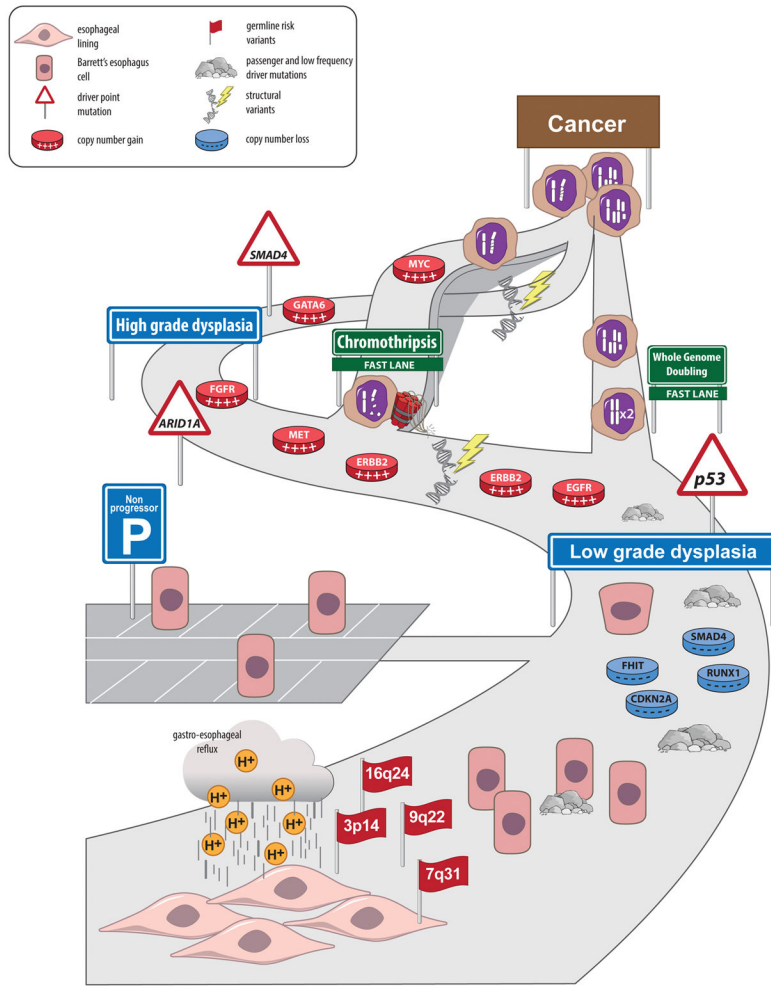 esophageal
lining
germline risk
variants
Barrett's esophagus
cell
passenger and low frequency
driver mutations
driver point
mutation
structural
variants
++++
copy number gain
----
copy number loss
Cancer
SMAD4
MYC
++++
GATA6
++++
High grade dysplasia
Chromothripsis
FAST LANE
Whole Genome
Doubling
FAST LANE
FGFR
++++
x2
ARID1A
MET
++++
ERBB2
++++
ERBB2
++++
EGFR
++++
p53
Non
progressor
P
Low grade dysplasia
SMAD4
-----
FHIT
-----
RUNX1
-----
CDKN2A
-----
gastro-esophageal
reflux
H+
H+
H+
H+
H+
H+
H+
16q24
3p14
9q22
7q31